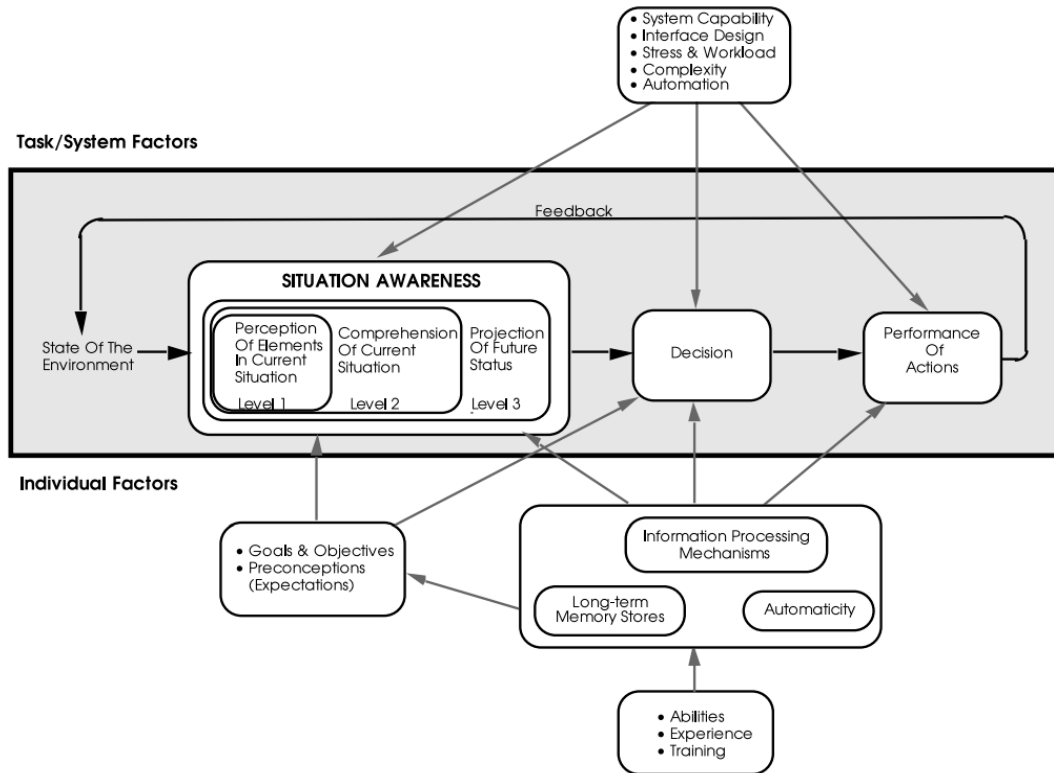 • System Capability
• Interface Design
• Stress & Workload
• Complexity
• Automation
Task/System Factors
Feedback
SITUATION AWARENESS
State Of The
Environment
Perception
Of Elements
In Current
Situation
Level 1
Comprehension
Of Current
Situation
Level 2
Projection
Of Future
Status
Level 3
Decision
Performance
Of
Actions
Individual Factors
• Goals & Objectives
• Preconceptions
(Expectations)
Information Processing
Mechanisms
Long-term
Memory Stores
Automaticity
• Abilities
• Experience
• Training